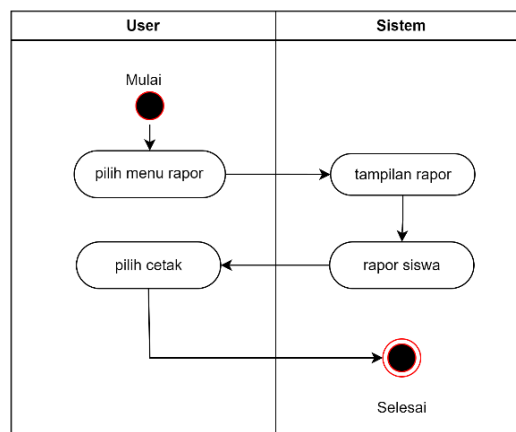 User
Sistem
Mulai
pilih menu rapor
tampilan rapor
pilih cetak
rapor siswa
Selesai